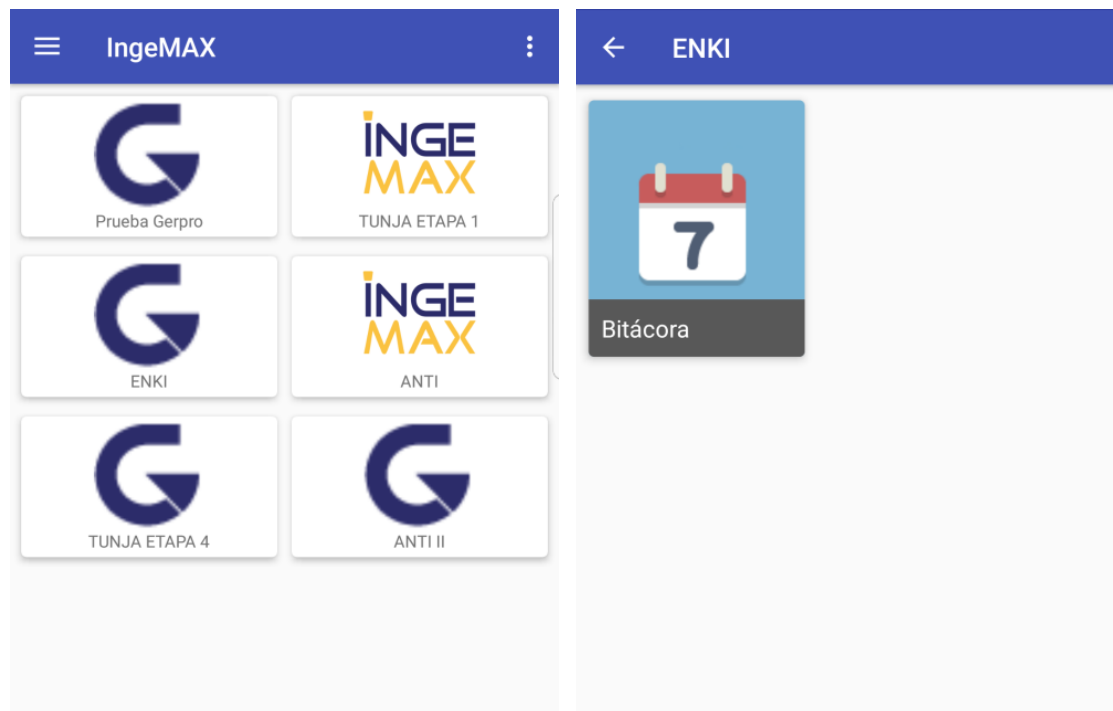 IngeMAX
Prueba Gerpro
INGE
MAX
TUNJA ETAPA 1
ENKI
INGE
MAX
ANTI
TUNJA ETAPA 4
ANTI II
ENKI
7
Bitácora